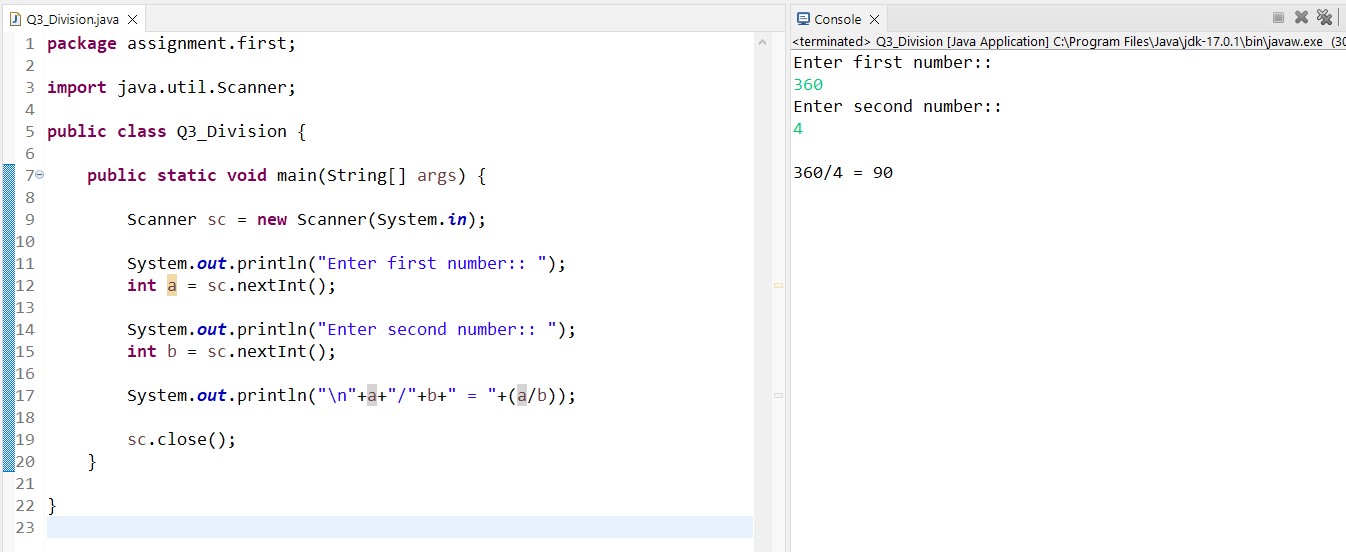 Q3_Division.java
1 package assignment.first;
2
3 import java.util.Scanner;
4
5 public class Q3_Division {
6
7 public static void main(String[] args) {
8
9 Scanner sc = new Scanner(System.in);
10
11 System.out.println("Enter first number:: ");
12 int a = sc.nextInt();
13
14 System.out.println("Enter second number:: ");
15 int b = sc.nextInt();
16
17 System.out.println("\n"+a+"/"+b+" = "+(a/b));
18
19 sc.close();
20 }
21
22 }
23
Console
<terminated> Q3_Division [Java Application] C:\Program Files\Java\jdk-17.0.1\bin\javaw.exe (30
Enter first number::
360
Enter second number::
4
360/4 = 90